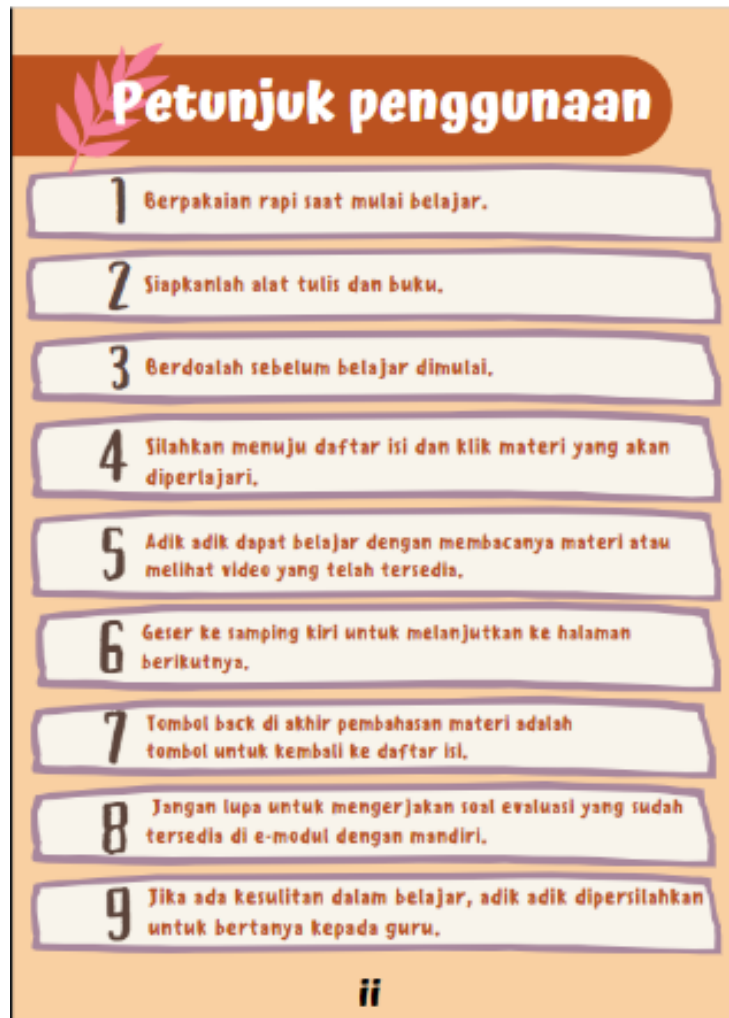 Petunjuk penggunaan
1 Berpakaian rapi saat mulai belajar.
2 Siapkanlah alat tulis dan buku.
3 Berdoalah sebelum belajar dimulai.
4 Silahkan menuju daftar isi dan klik materi yang akan
diperlajari.
5 Adik adik dapat belajar dengan membacanya materi atau
melihat video yang telah tersedia.
6 Geser ke samping kiri untuk melanjutkan ke halaman
berikutnya.
7 Tombol back di akhir pembahasan materi adalah
tombol untuk kembali ke daftar isi.
8 Jangan lupa untuk mengerjakan soal evaluasi yang sudah
tersedia di e-modul dengan mandiri.
9 Jika ada kesulitan dalam belajar, adik adik dipersilahkan
untuk bertanya kepada guru.
ii